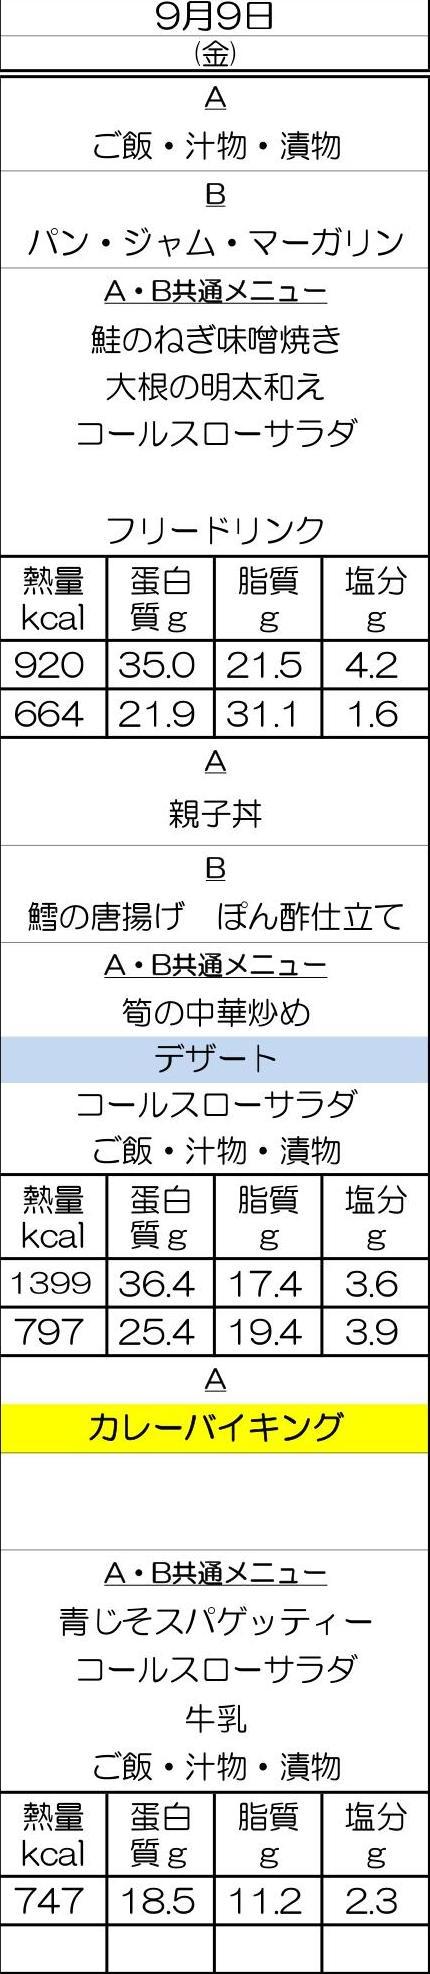 9月9日
(金)
A
ご飯・汁物・漬物
B
パン・ジャム・マーガリン
A・B共通メニュー
鮭のねぎ味噌焼き
大根の明太和え
コールスローサラダ
フリードリンク
熱量 蛋白 脂質 塩分
kcal 質g g g
920 35.0 21.5 4.2
664 21.9 31.1 1.6
A
親子丼
B
鱈の唐揚げ　ぽん酢仕立て
A・B共通メニュー
筍の中華炒め
デザート
コールスローサラダ
ご飯・汁物・漬物
熱量 蛋白 脂質 塩分
kcal 質g g g
1399 36.4 17.4 3.6
797 25.4 19.4 3.9
A
カレーバイキング
A・B共通メニュー
青じそスパゲッティー
コールスローサラダ
牛乳
ご飯・汁物・漬物
熱量 蛋白 脂質 塩分
kcal 質g g g
747 18.5 11.2 2.3